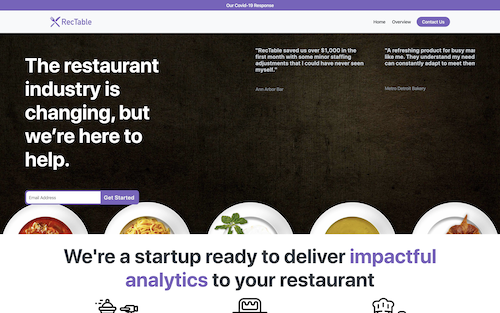 Our Covid-19 Response
RecTable
Home
Overview
Contact Us
The restaurant
industry is
changing, but
we're here to
help.
"RecTable saved us over $1,000 in the
first month with some minor staffing
adjustments that I could have never seen
myself."
Ann Arbor Bar
"A refreshing product for busy mar
like me. They understand my need
can constantly adapt to meet then
Metro Detroit Bakery
Email Address
Get Started
We're a startup ready to deliver impactful
analytics to your restaurant